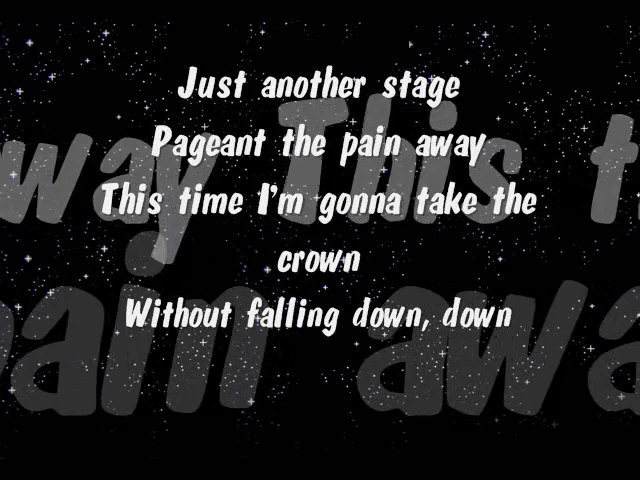 Just another stage
Pageant the pain away
This time I'm gonna take the
crown
Without falling down, down
way This t
pain awa